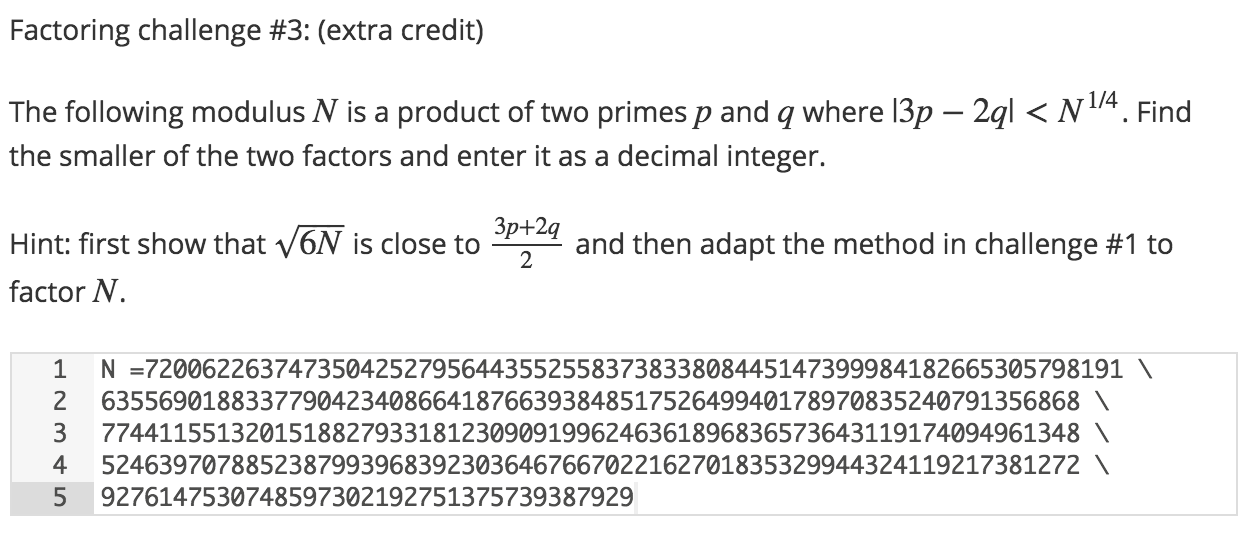 Factoring challenge #3: (extra credit)
The following modulus N is a product of two primes p and q where |3p − 2q| < N^{1/4}. Find
the smaller of the two factors and enter it as a decimal integer.
Hint: first show that √6N is close to \frac{3p+2q}{2} and then adapt the method in challenge #1 to
factor N.
1 N =72006226374735042527956443552558373833808445147399984182665305798191 \
2 63556901883377904234086641876639384851752649940178970835240791356868 \
3 77441155132015188279331812309091996246361896836573643119174094961348 \
4 52463970788523879939683923036467667022162701835329944324119217381272 \
5 9276147530748597302192751375739387929